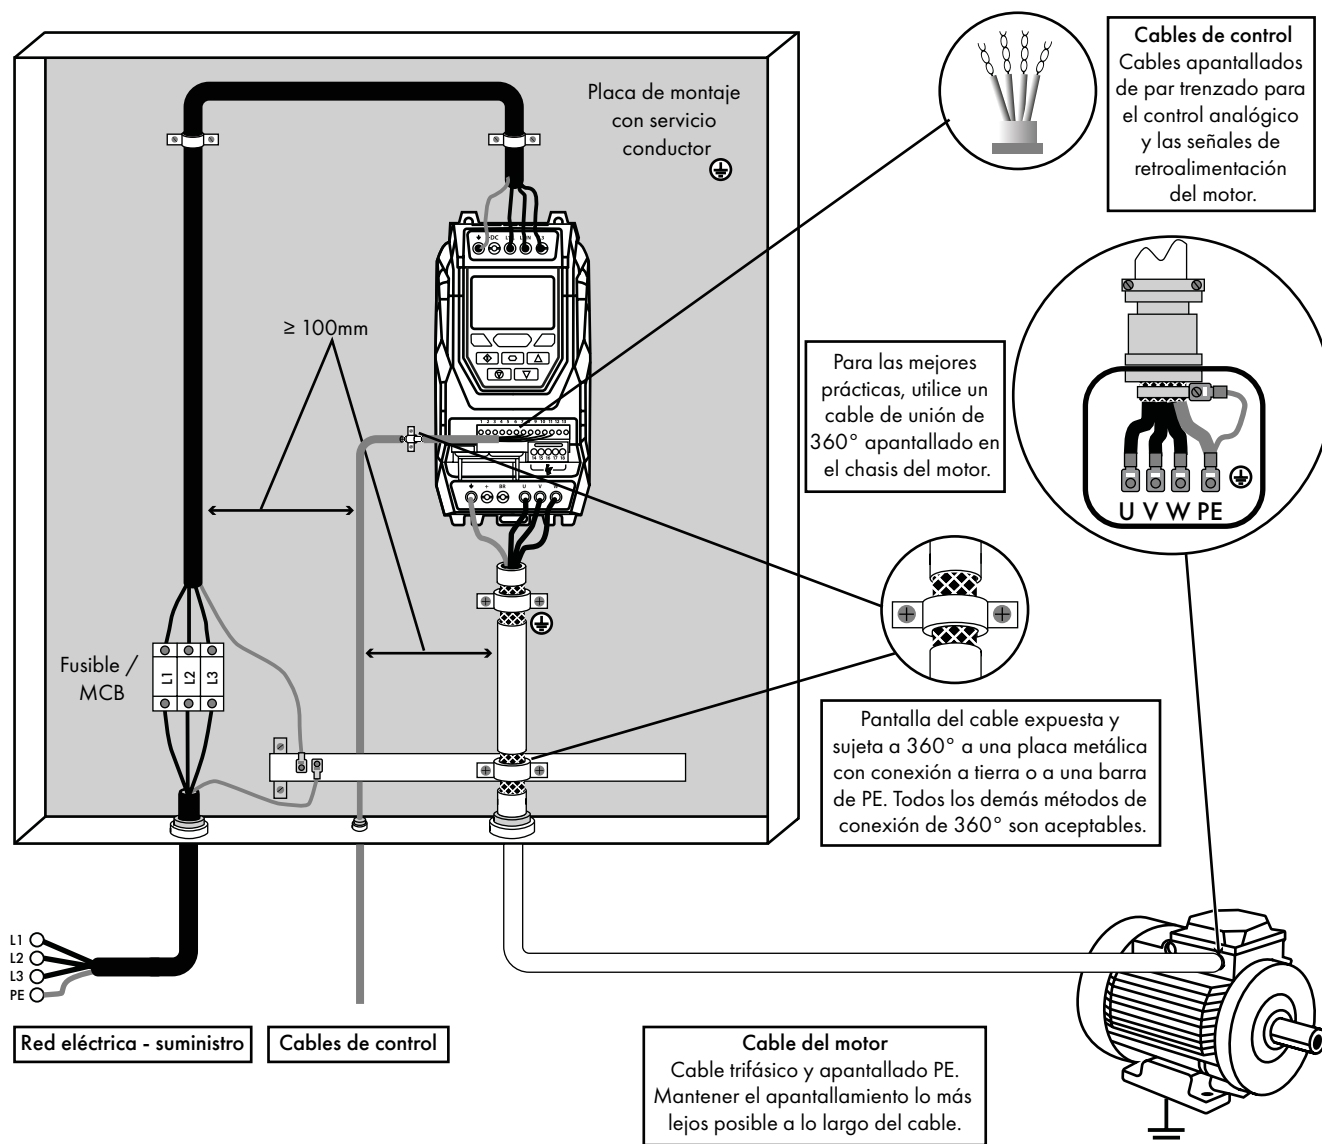 Placa de montaje
con servicio
conductor
Cables de control
Cables apantallados
de par trenzado para
el control analógico
y las señales de
retroalimentación
del motor.
≥ 100mm
Para las mejores
prácticas, utilice un
cable de unión de
360° apantallado en
el chasis del motor.
U V W PE
Fusible /
MCB
L1
L2
L3
+
BR
U
V
Pantalla del cable expuesta y
sujeta a 360° a una placa metálica
con conexión a tierra o a una barra
de PE. Todos los demás métodos de
conexión de 360° son aceptables.
L1
L2
L3
PE
Red eléctrica - suministro
Cables de control
Cable del motor
Cable trifásico y apantallado PE.
Mantener el apantallamiento lo más
lejos posible a lo largo del cable.